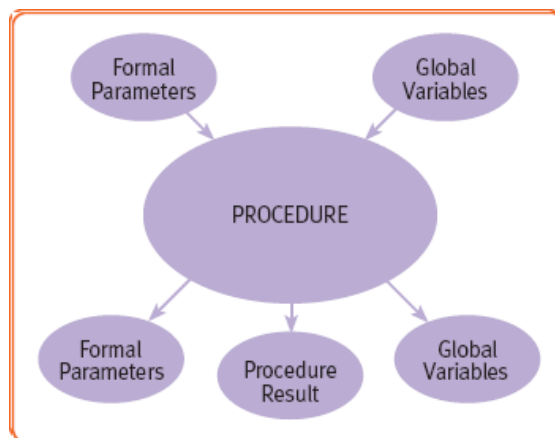 Formal
Parameters
Global
Variables
PROCEDURE
Formal
Parameters
Procedure
Result
Global
Variables